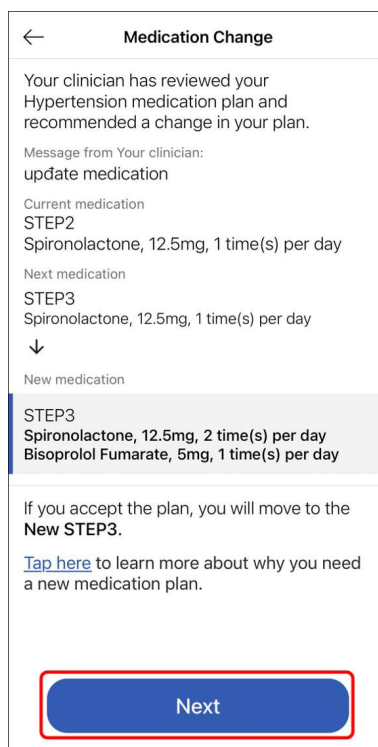 Medication Change
Your clinician has reviewed your
Hypertension medication plan and
recommended a change in your plan.
Message from Your clinician:
updating medication
Current medication
STEP2
Spironolactone, 12.5mg, 1 time(s) per day
Next medication
STEP3
Spironolactone, 12.5mg, 1 time(s) per day
New medication
STEP3
Spironolactone, 12.5mg, 2 time(s) per day
Bisoprolol Fumarate, 5mg, 1 time(s) per day
If you accept the plan, you will move to the
New STEP3.
Tap here to learn more about why you need
a new medication plan.
Next